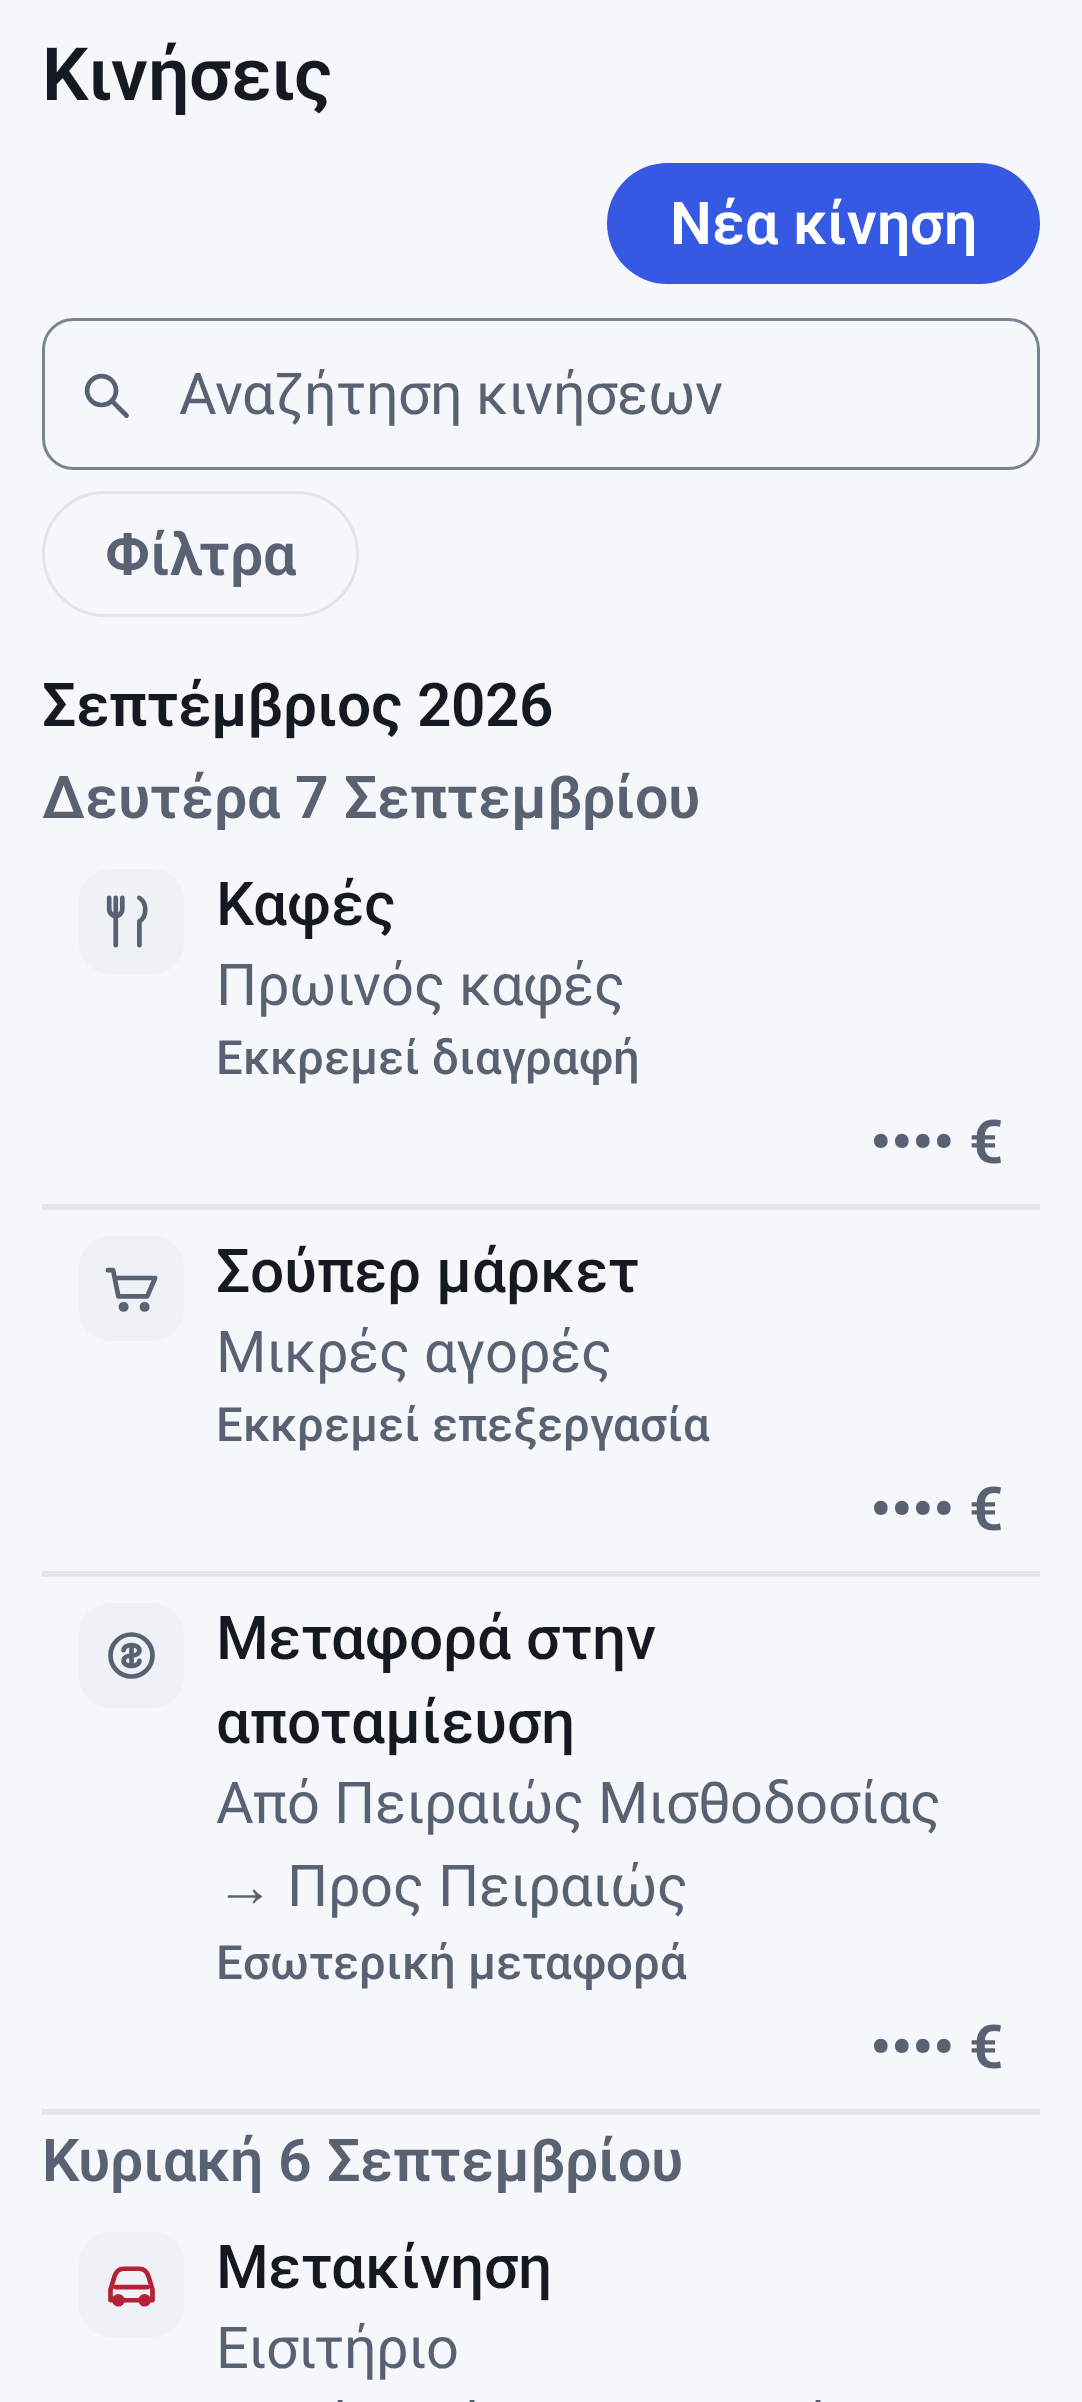 Κινήσεις
Νέα κίνηση
Αναζήτηση κινήσεων
Φίλτρα
Σεπτέμβριος 2026
Δευτέρα 7 Σεπτεμβρίου
Καφές
Πρωινός καφές
Εκκρεμεί διαγραφή
•••• €
Σούπερ μάρκετ
Μικρές αγορές
Εκκρεμεί επεξεργασία
•••• €
Μεταφορά στην
αποταμίευση
Από Πειραιώς Μισθοδοσίας
→ Προς Πειραιώς
Εσωτερική μεταφορά
•••• €
Κυριακή 6 Σεπτεμβρίου
Μετακίνηση
Εισιτήριο